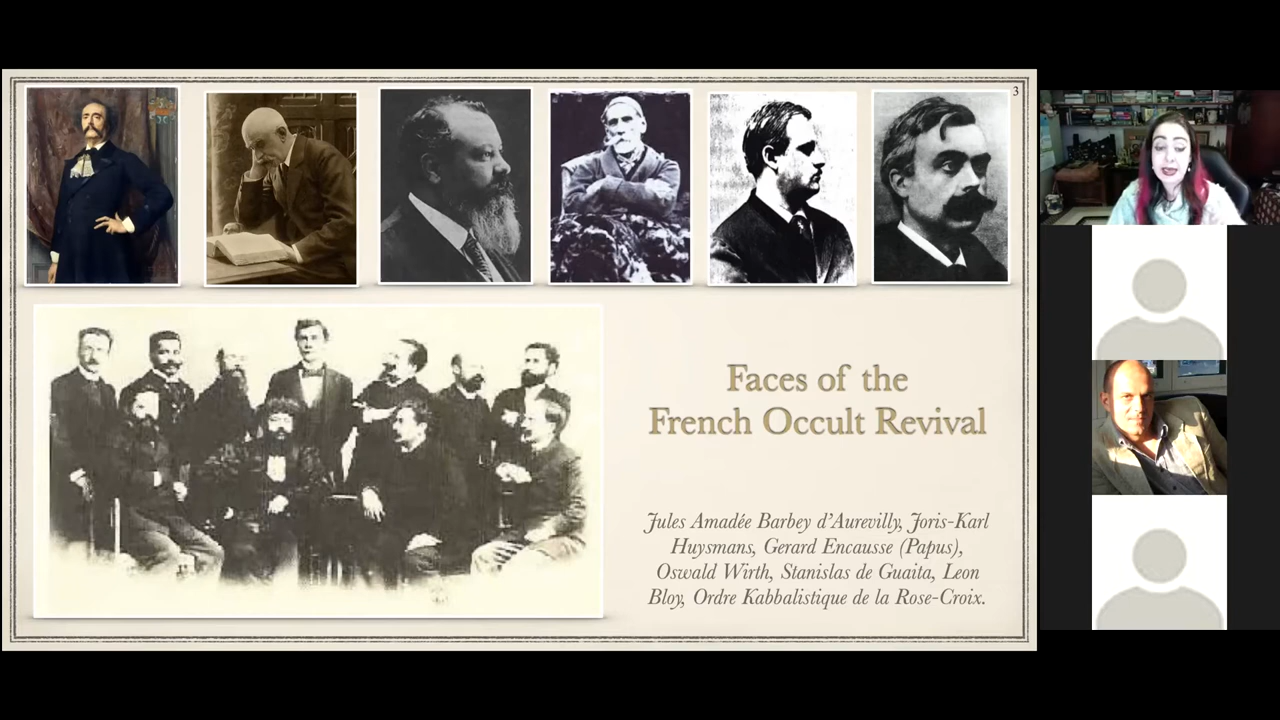 3
Faces of the
French Occult Revival
Jules Amadée Barbey d'Aurevilly, Joris-Karl
Huysmans, Gerard Encausse (Papus),
Oswald Wirth, Stanislas de Guaita, Leon
Bloy, Ordre Kabbalistique de la Rose-Croix.